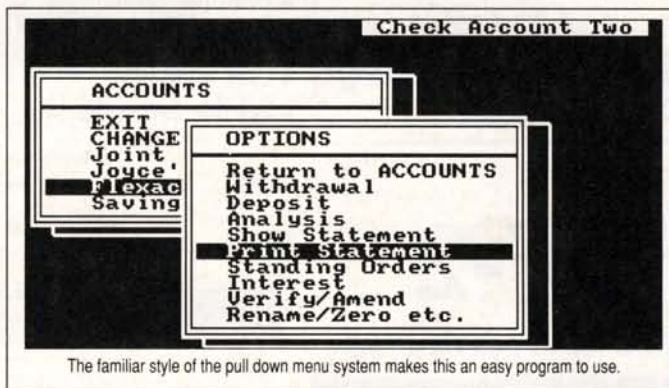 Check Account Two
ACCOUNTS
EXIT
CHANGE
Joint
Joyce'
Flexac
Saving
OPTIONS
Return to ACCOUNTS
Withdrawal
Deposit
Analysis
Show Statement
Print Statement
Standing Orders
Interest
Verify/Amend
Rename/Zero etc.
The familiar style of the pull down menu system makes this an easy program to use.